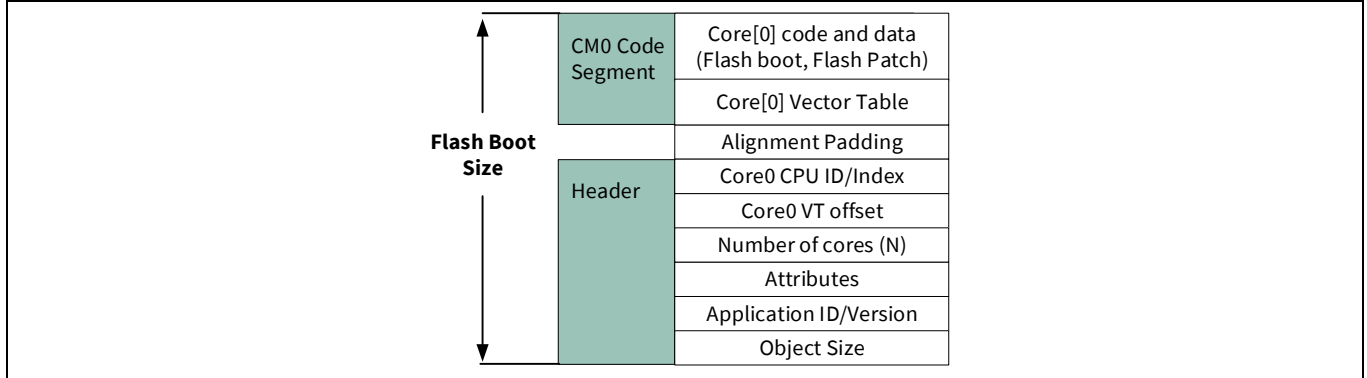 Flash Boot
Size
CM0 Code
Segment
Header
Core[0] code and data
(Flash boot, Flash Patch)
Core[0] Vector Table
Alignment Padding
Core0 CPU ID/Index
Core0 VT offset
Number of cores (N)
Attributes
Application ID/Version
Object Size